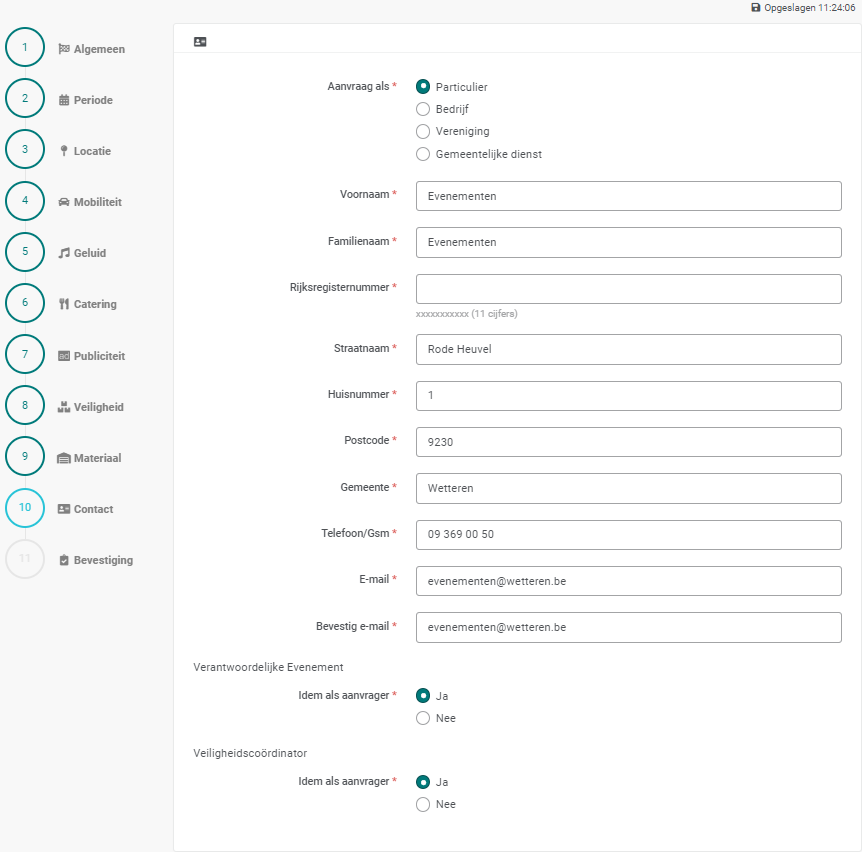 Opgeslagen 11:24:06
1 Algemeen
2 Periode
3 Locatie
4 Mobiliteit
5 Geluid
6 Catering
7 Publiciteit
8 Veiligheid
9 Materiaal
10 Contact
11 Bevestiging
Aanvraag als * Particulier
Bedrijf
Vereniging
Gemeentelijke dienst
Voornaam * Evenementen
Familienaam * Evenementen
Rijksregisternummer *
xxxxxxxxxxx (11 cijfers)
Straatnaam * Rode Heuvel
Huisnummer * 1
Postcode * 9230
Gemeente * Wetteren
Telefoon/Gsm * 09 369 00 50
E-mail * evenementen@wetteren.be
Bevestig e-mail * evenementen@wetteren.be
Verantwoordelijke Evenement
Idem als aanvrager * Ja
Nee
Veiligheidscoördinator
Idem als aanvrager * Ja
Nee